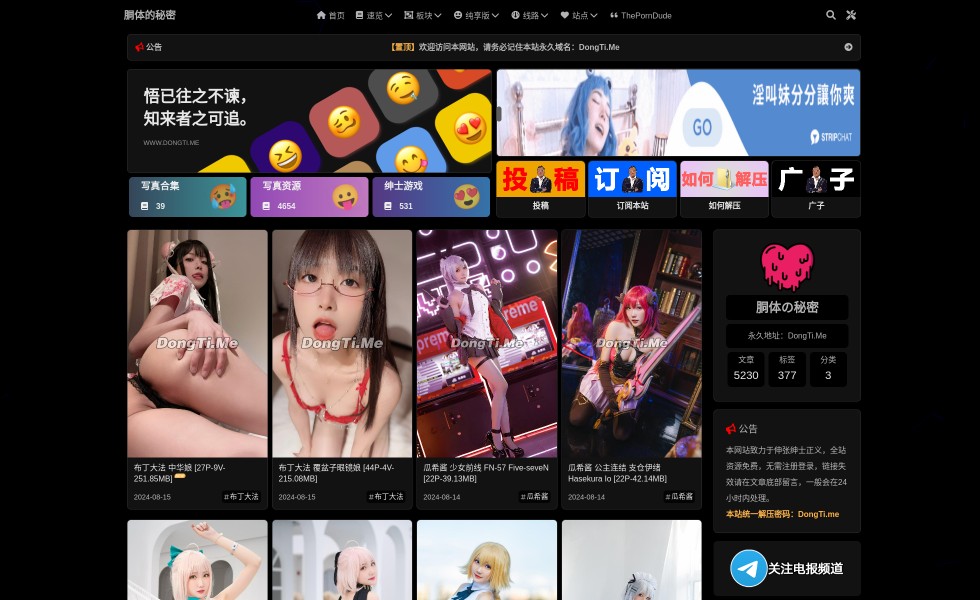 胴体の秘密
首页 速览 板块 纯享版 线路 站点 ThePornDude
公告
【置顶】欢迎访问本网站，请务必记住本站永久域名：DongTi.Me
悟已往之不谏，
知来者之可追。
WWW.DONGTI.ME
淫叫妹分分讓你爽
GO
STRIPCHAT
写真合集
39
写真资源
4654
绅士游戏
531
投稿
订阅
如何解压
广子
投稿
订阅本站
如何解压
广子
DongTi.Me
DongTi.Me
DongTi.Me
DongTi.Me
布丁大法 中华娘 [27P-9V-
251.85MB]
2024-08-15
#布丁大法
布丁大法 覆盆子眼镜娘 [44P-4V-
215.08MB]
2024-08-15
#布丁大法
瓜希酱 少女前线 FN-57 Five-seveN
[22P-39.13MB]
2024-08-14
#瓜希酱
瓜希酱 公主连结 支仓伊绪
Hasekura Io [22P-42.14MB]
2024-08-14
#瓜希酱
胴体の秘密
永久地址：DongTi.Me
文章
5230
标签
377
分类
3
公告
本网站致力于伸张绅士正义，全站
资源免费，无需注册登录，链接失
效请在文章底部留言，一般会在24
小时内处理。
本站统一解压密码：DongTi.me
关注电报频道